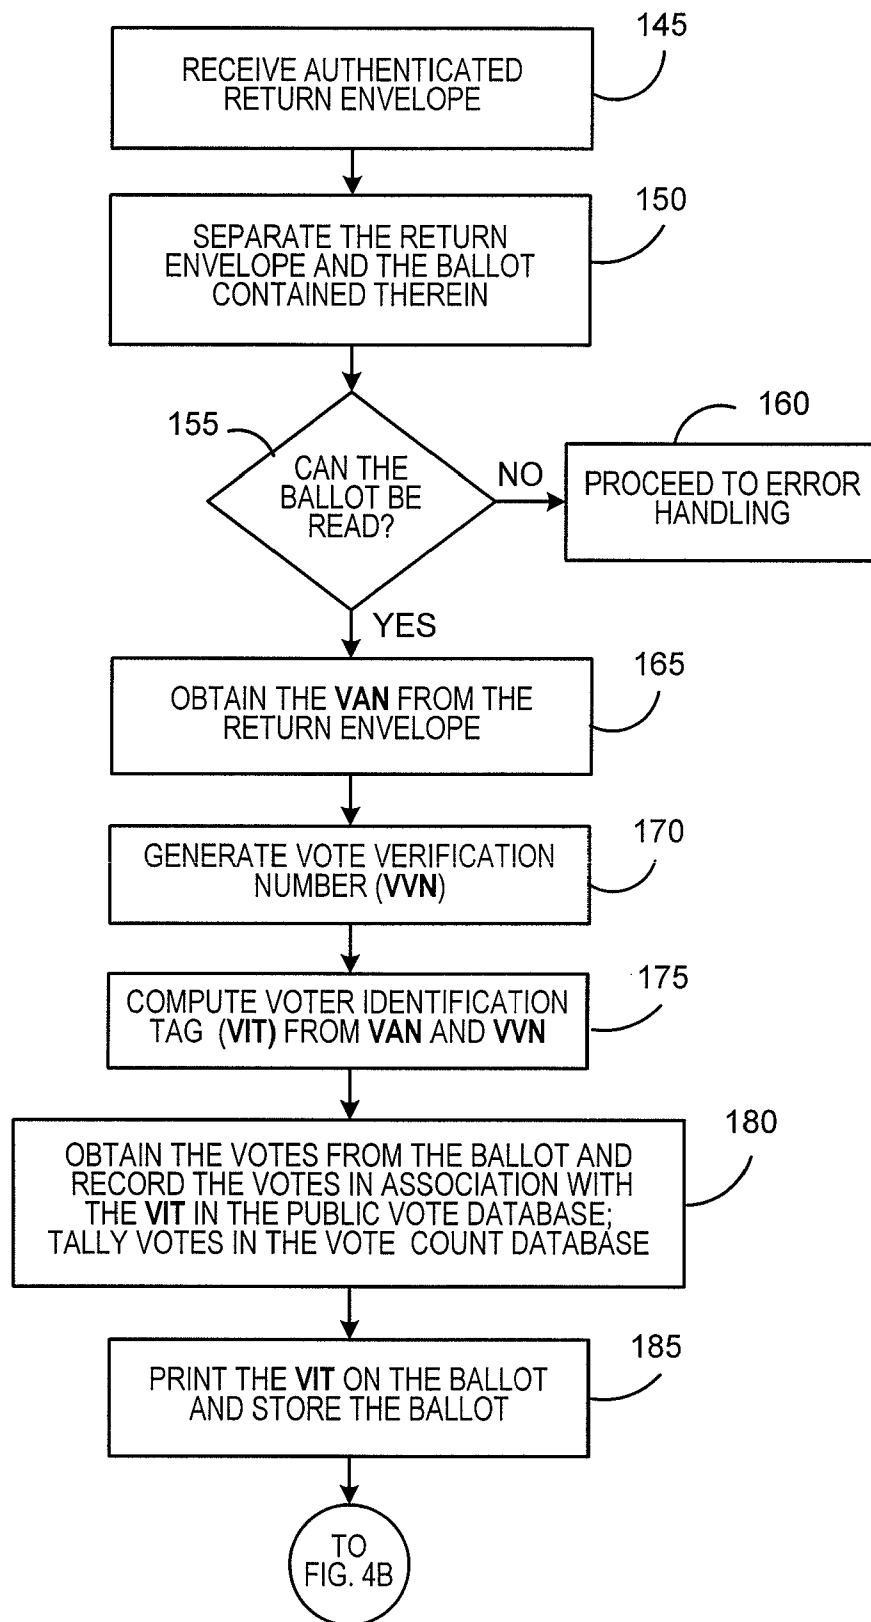 145
RECEIVE AUTHENTICATED
RETURN ENVELOPE
150
SEPARATE THE RETURN
ENVELOPE AND THE BALLOT
CONTAINED THEREIN
155
CAN THE
BALLOT BE
READ?
NO
160
PROCEED TO ERROR
HANDLING
YES
165
OBTAIN THE VAN FROM THE
RETURN ENVELOPE
170
GENERATE VOTE VERIFICATION
NUMBER (VVN)
175
COMPUTE VOTER IDENTIFICATION
TAG (VIT) FROM VAN AND VVN
180
OBTAIN THE VOTES FROM THE BALLOT AND
RECORD THE VOTES IN ASSOCIATION WITH
THE VIT IN THE PUBLIC VOTE DATABASE;
TALLY VOTES IN THE VOTE COUNT DATABASE
185
PRINT THE VIT ON THE BALLOT
AND STORE THE BALLOT
TO
FIG. 4B